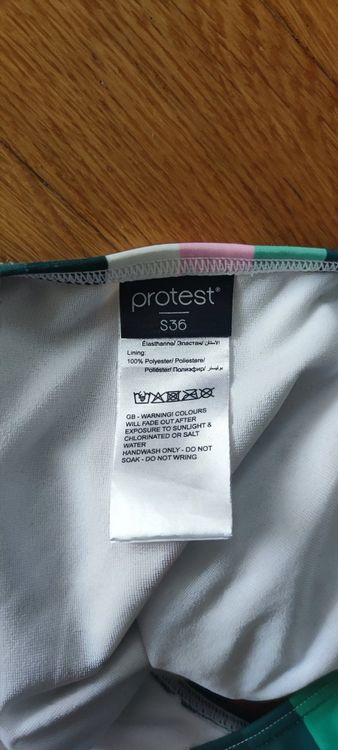 protest®
S36
Élasthanne/ Эластан/ الاستان
Lining:
100% Polyester/ Poliestere/
Poliéster/ Полиэфир/ بوليستر
GB - WARNING! COLOURS
WILL FADE OUT AFTER
EXPOSURE TO SUNLIGHT &
CHLORINATED OR SALT
WATER
HANDWASH ONLY - DO NOT
SOAK - DO NOT WRING